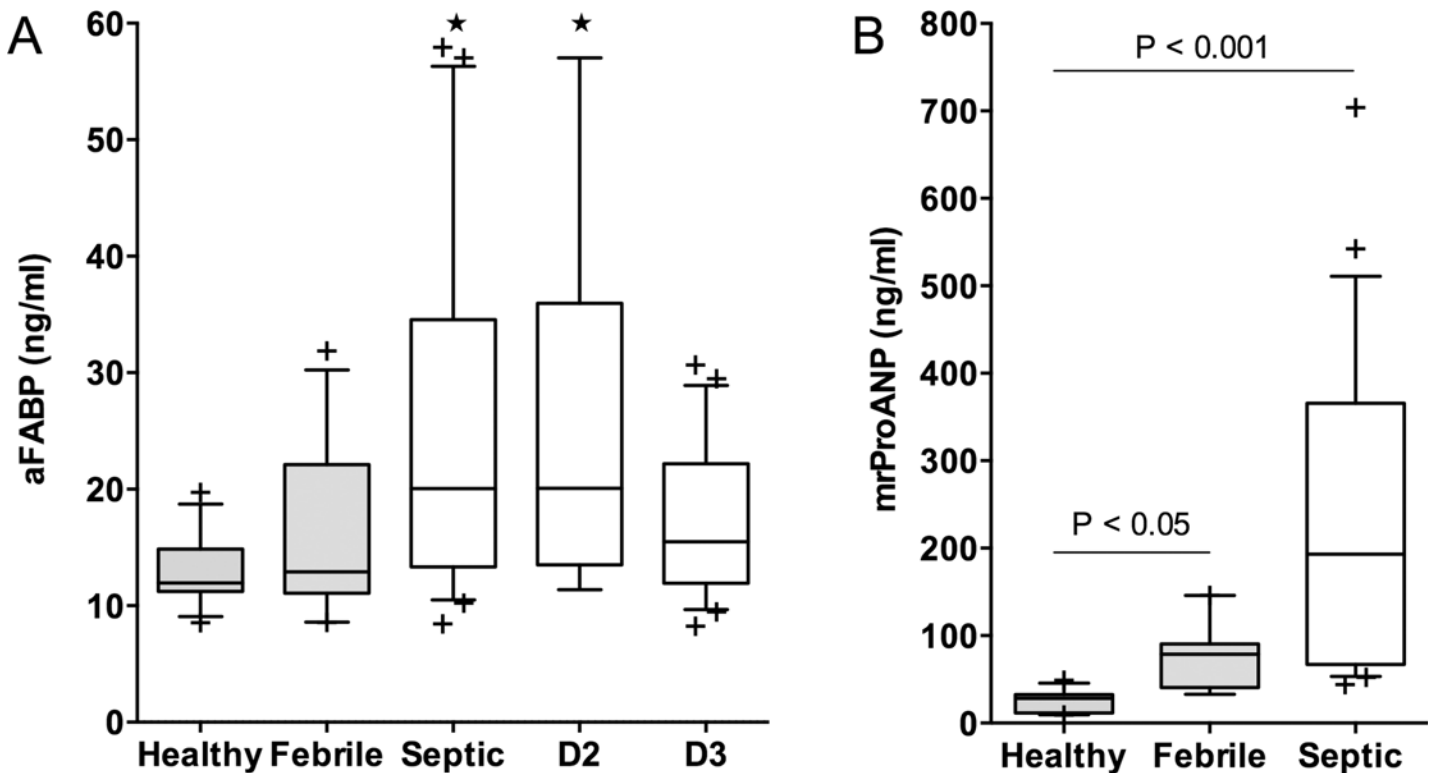 A
aFABP (ng/ml)
60
50
40
30
20
10
0
Healthy Febrile Septic D2 D3
B
mrProANP (ng/ml)
800
700
600
500
400
300
200
100
0
P < 0.001
P < 0.05
Healthy Febrile Septic